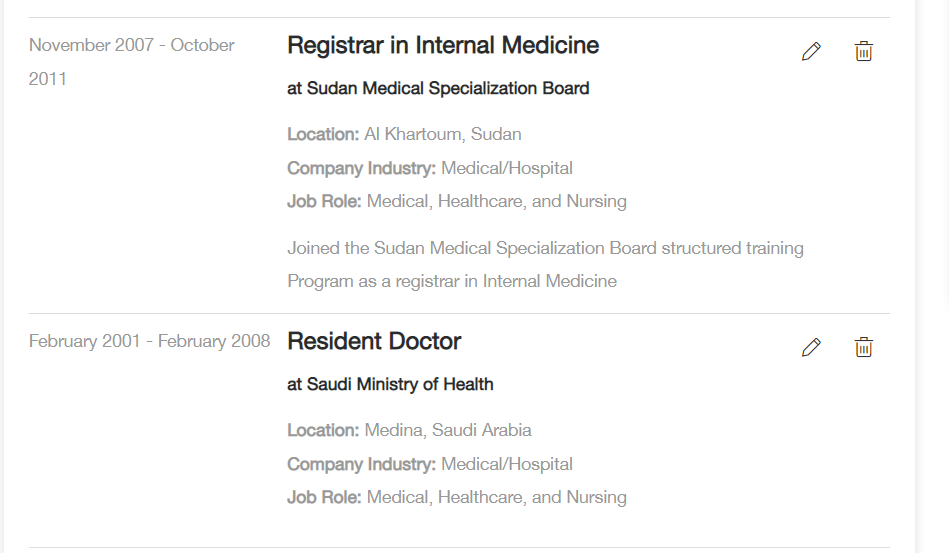 November 2007 - October
2011
Registrar in Internal Medicine
at Sudan Medical Specialization Board
Location: Al Khartoum, Sudan
Company Industry: Medical/Hospital
Job Role: Medical, Healthcare, and Nursing
Joined the Sudan Medical Specialization Board structured training
Program as a registrar in Internal Medicine
February 2001 - February 2008
Resident Doctor
at Saudi Ministry of Health
Location: Medina, Saudi Arabia
Company Industry: Medical/Hospital
Job Role: Medical, Healthcare, and Nursing